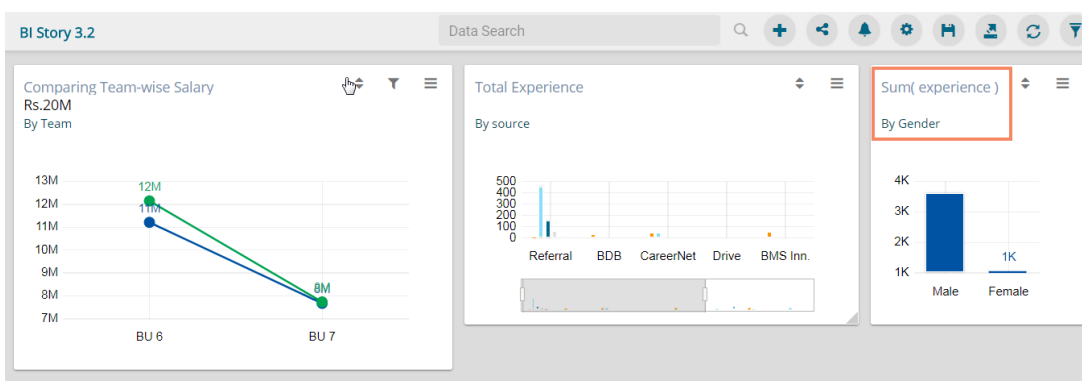 BI Story 3.2
Data Search
Comparing Team-wise Salary
Rs.20M
By Team
13M
12M
11M
10M
9M
8M
7M
12M
11M
8M
8M
BU 6
BU 7
Total Experience
By source
500
400
300
200
100
0
Referral
BDB
CareerNet
Drive
BMS Inn.
Sum( experience )
By Gender
4K
3K
2K
1K
1K
Male
Female